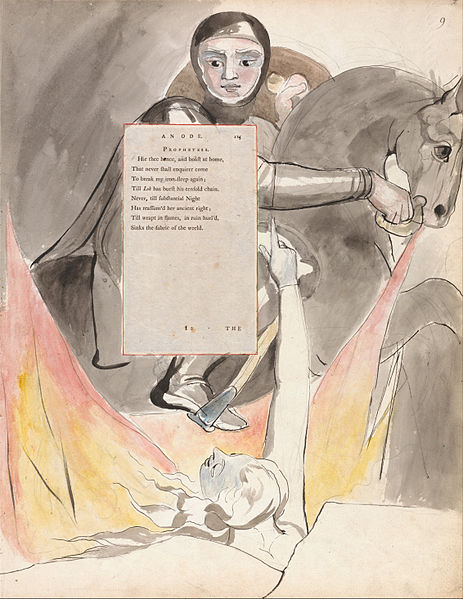 9
AN ODE.
PROPHETESS.
Hie thee hence, and boast at home,
That never shall enquirer come
To break my iron-sleep again;
Till Lok has burst his tenfold chain.
Never, till substantial Night
Has reassum'd her ancient right;
Till wrapt in flames, in ruin hurl'd,
Sinks the fabric of the world.
THE